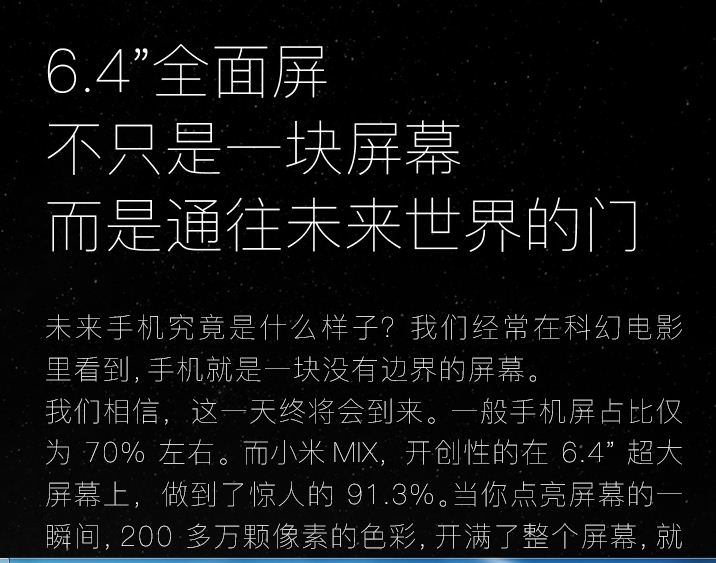 6.4”全面屏
不只是一块屏幕
而是通往未来世界的门
未来手机究竟是什么样子？我们经常在科幻电影
里看到，手机就是一块没有边界的屏幕。
我们相信，这一天终将会到来。一般手机屏占比仅
为 70% 左右。而小米 MIX，开创性的在 6.4” 超大
屏幕上，做到了惊人的 91.3%。当你点亮屏幕的一
瞬间，200 多万颗像素的色彩，开满了整个屏幕，就